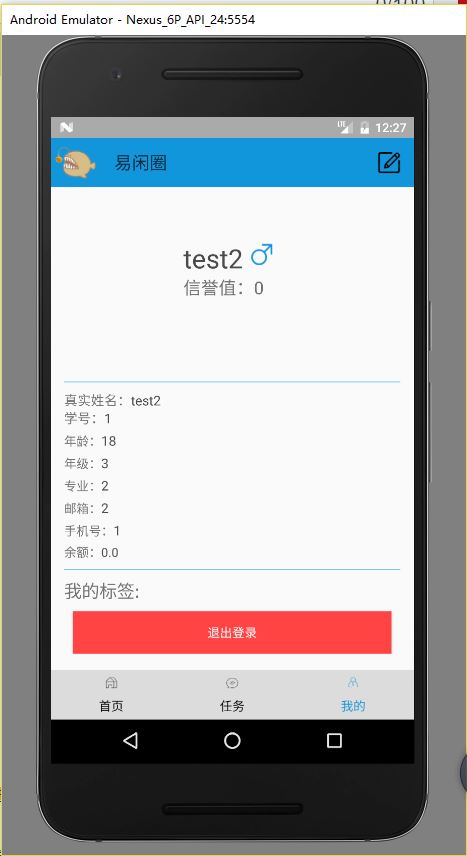 Android Emulator - Nexus_6P_API_24:5554
LTE 12:27
易闲圈
test2
信誉值：0
真实姓名：test2
学号：1
年龄：18
年级：3
专业：2
邮箱：2
手机号：1
余额：0.0
我的标签:
退出登录
首页 任务 我的